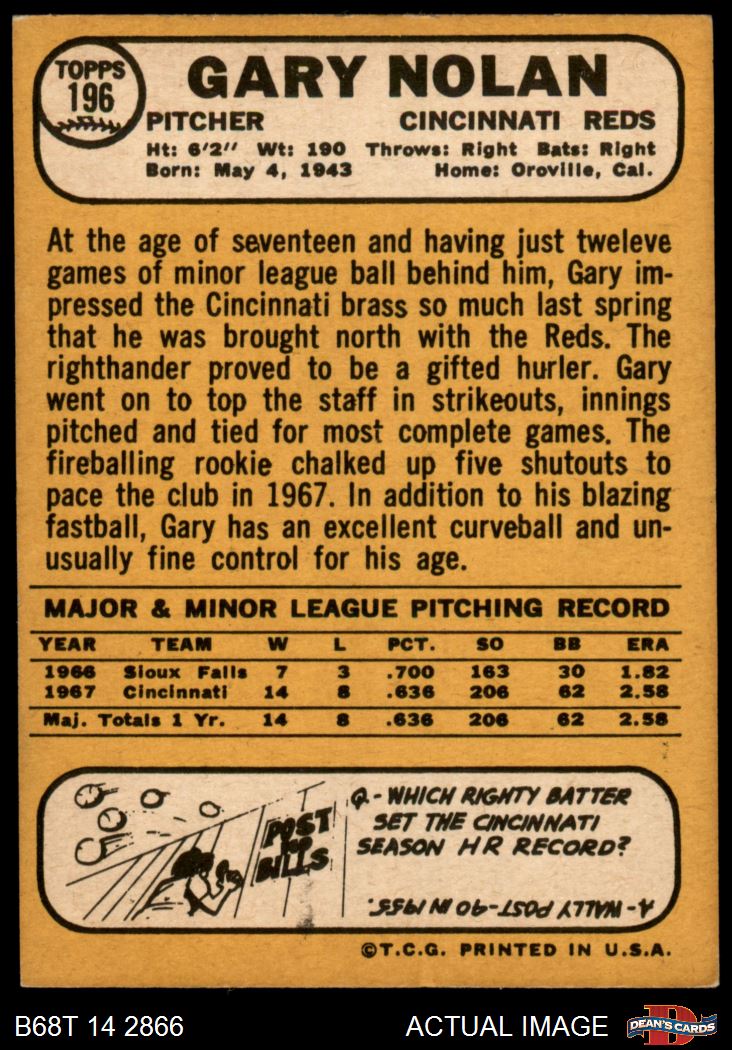 TOPPS
196
GARY NOLAN
PITCHER CINCINNATI REDS
Ht: 6'2" Wt: 190 Throws: Right Bats: Right
Born: May 4, 1943 Home: Oroville, Cal.
At the age of seventeen and having just tweleve
games of minor league ball behind him, Gary im-
pressed the Cincinnati brass so much last spring
that he was brought north with the Reds. The
righthander proved to be a gifted hurler. Gary
went on to top the staff in strikeouts, innings
pitched and tied for most complete games. The
fireballing rookie chalked up five shutouts to
pace the club in 1967. In addition to his blazing
fastball, Gary has an excellent curveball and un-
usually fine control for his age.
MAJOR & MINOR LEAGUE PITCHING RECORD
YEAR TEAM W L PCT. SO BB ERA
1966 Sioux Falls 7 3 .700 163 30 1.82
1967 Cincinnati 14 8 .636 206 62 2.58
Maj. Totals 1 Yr. 14 8 .636 206 62 2.58
POST
NO
BILLS
Q-WHICH RIGHTY BATTER
SET THE CINCINNATI
SEASON HR RECORD?
A-WALLY POST-40 IN 1955.
©T.C.G. PRINTED IN U.S.A.
B68T 14 2866 ACTUAL IMAGE
D
DEAN'S CARDS